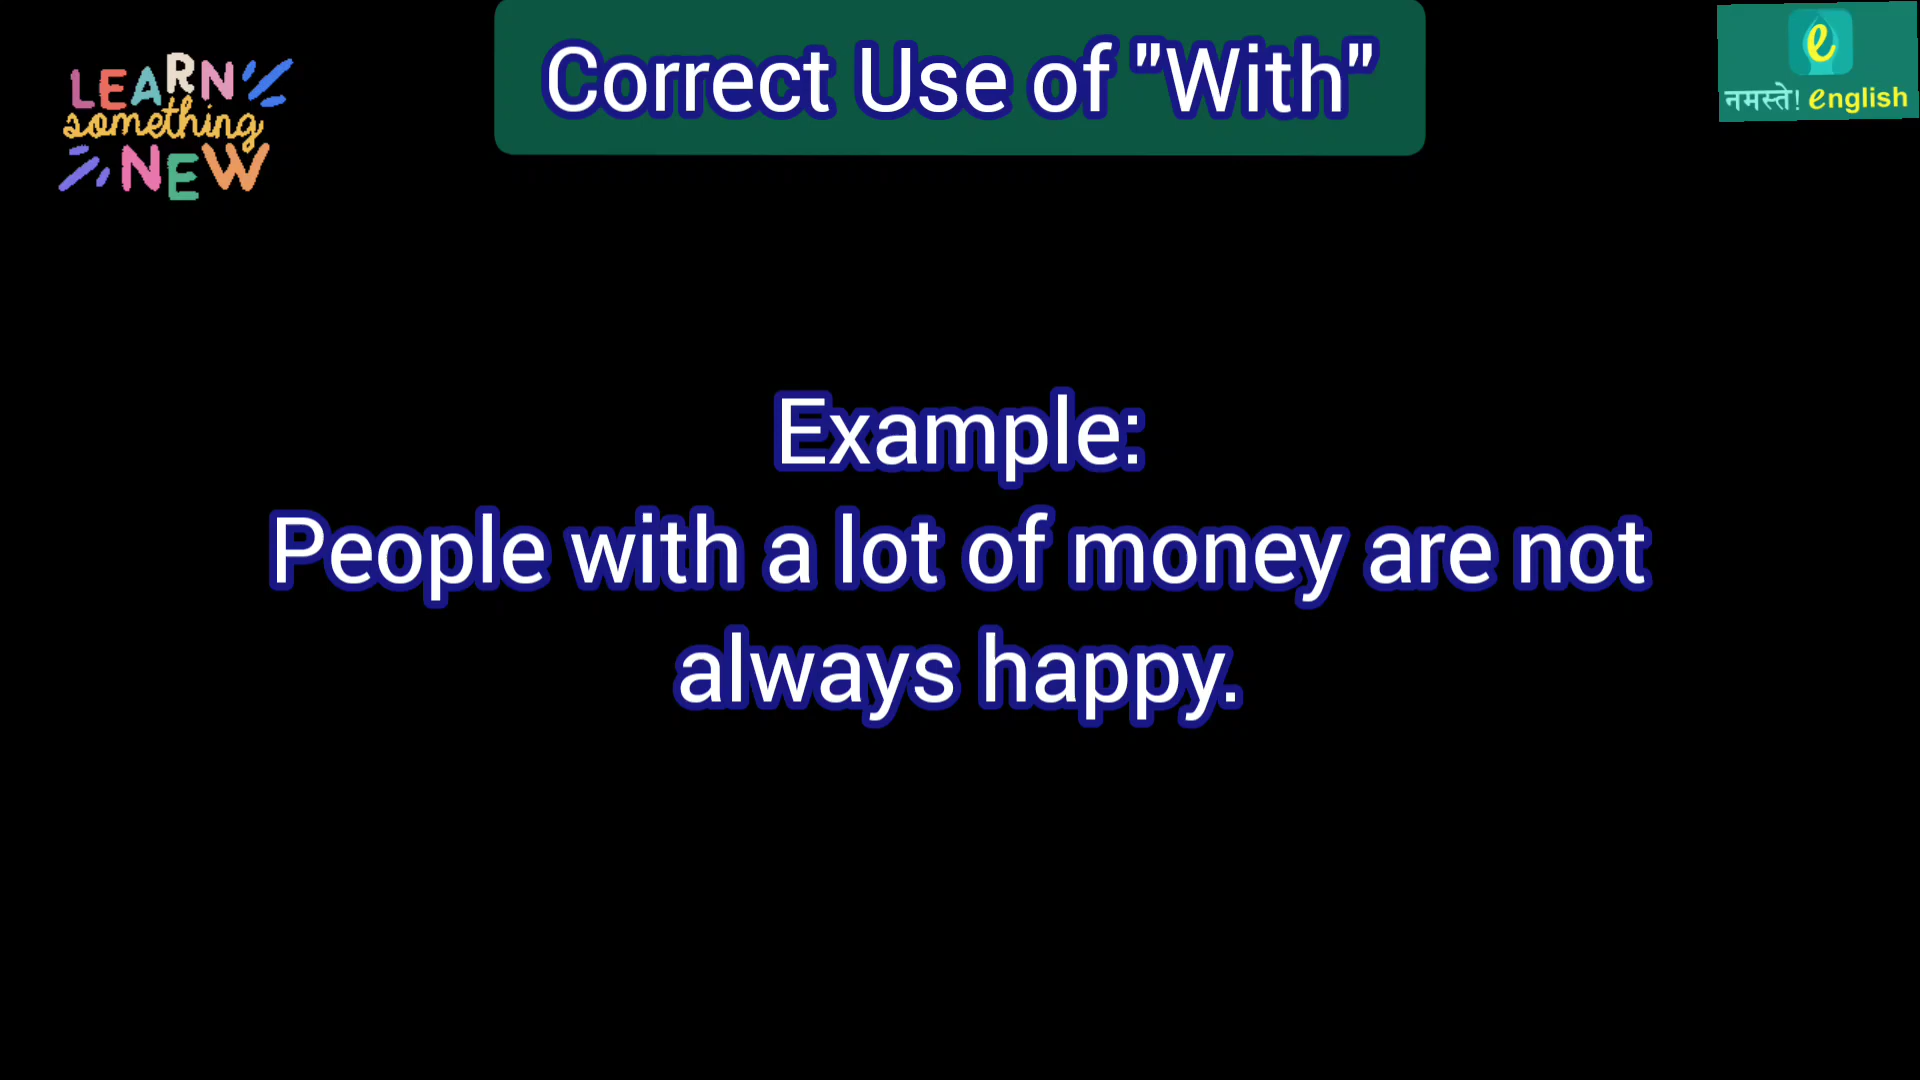 LEARN
something
NEW
Correct Use of "With"
e
नमस्ते! english
Example:
People with a lot of money are not
always happy.